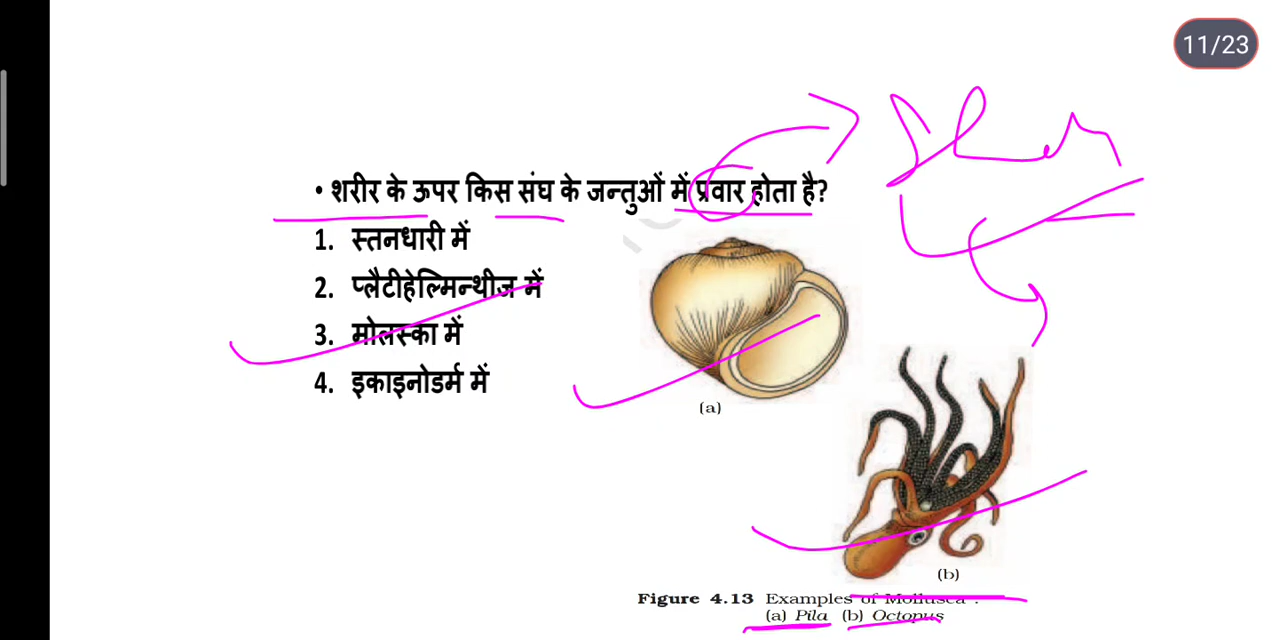 11/23
• शरीर के ऊपर किस संघ के जन्तुओं में प्रवार होता है?
1. स्तनधारी में
2. प्लैटीहेल्मिन्थीज में
3. मोलस्का में
4. इकाइनोडर्म में
(a)
(b)
Figure 4.13 Examples of Mollusca :
(a) Pila (b) Octopus